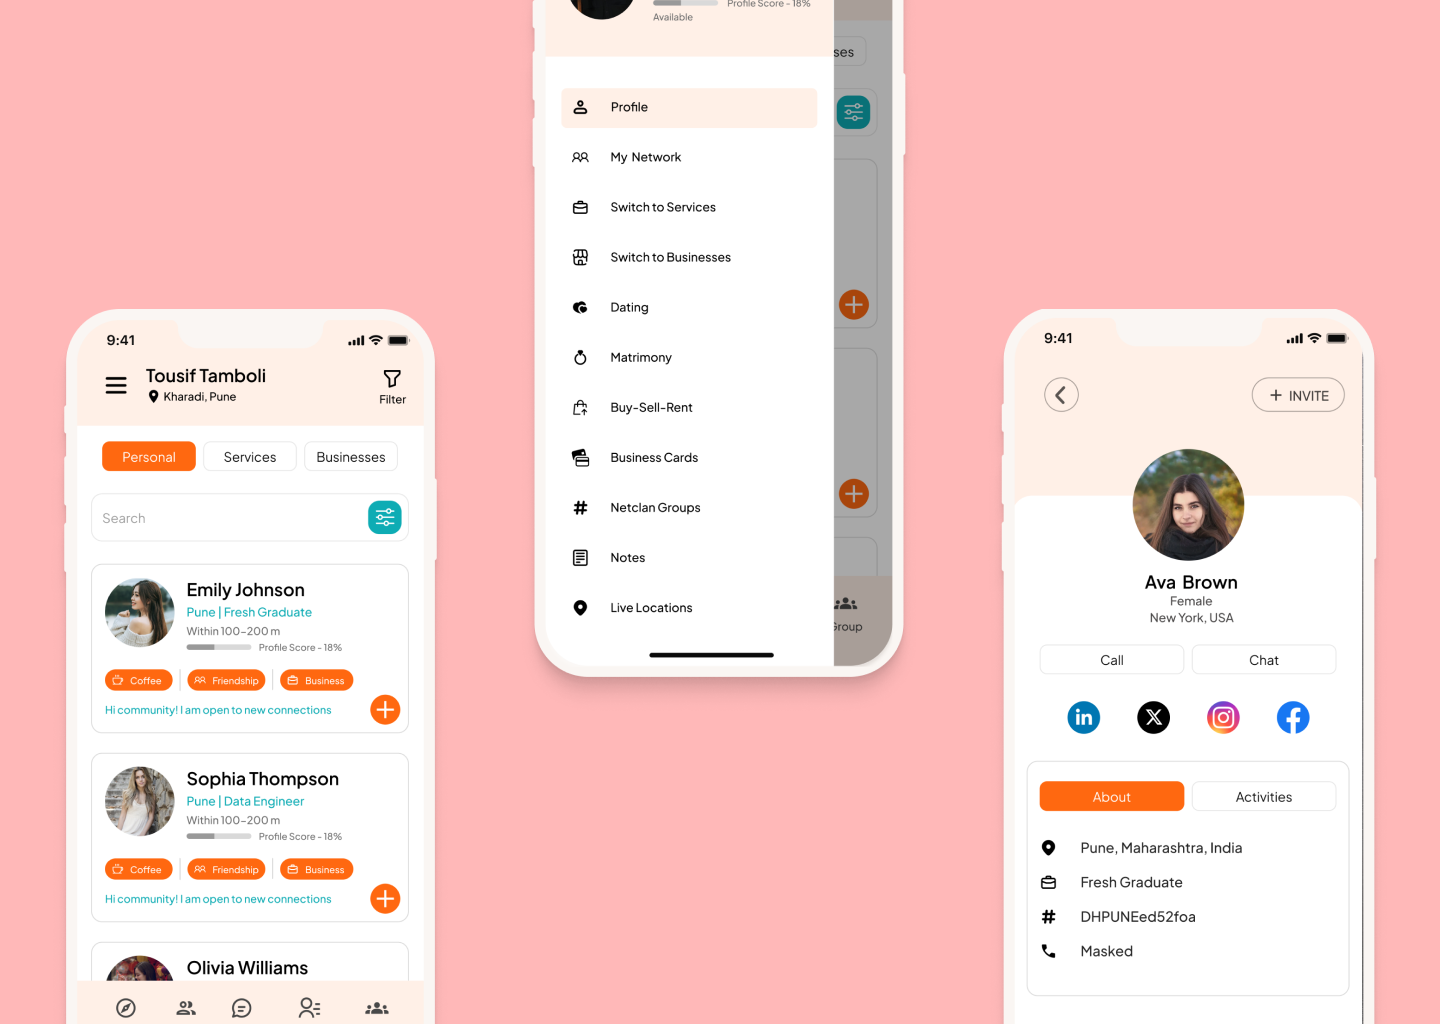 9:41
Tousif Tamboli
Kharadi, Pune
Filter
Personal
Services
Businesses
Search
Emily Johnson
Pune | Fresh Graduate
Within 100-200 m
Profile Score - 18%
Coffee
Friendship
Business
Hi community! I am open to new connections
Sophia Thompson
Pune | Data Engineer
Within 100-200 m
Profile Score - 18%
Coffee
Friendship
Business
Hi community! I am open to new connections
Olivia Williams
Profile Score - 18%
Available
ses
Profile
My Network
Switch to Services
Switch to Businesses
Dating
Matrimony
Buy-Sell-Rent
Business Cards
Netclan Groups
Notes
Live Locations
Group
9:41
+ INVITE
Ava Brown
Female
New York, USA
Call
Chat
in
X
f
About
Activities
Pune, Maharashtra, India
Fresh Graduate
# DHPUNEed52foa
Masked